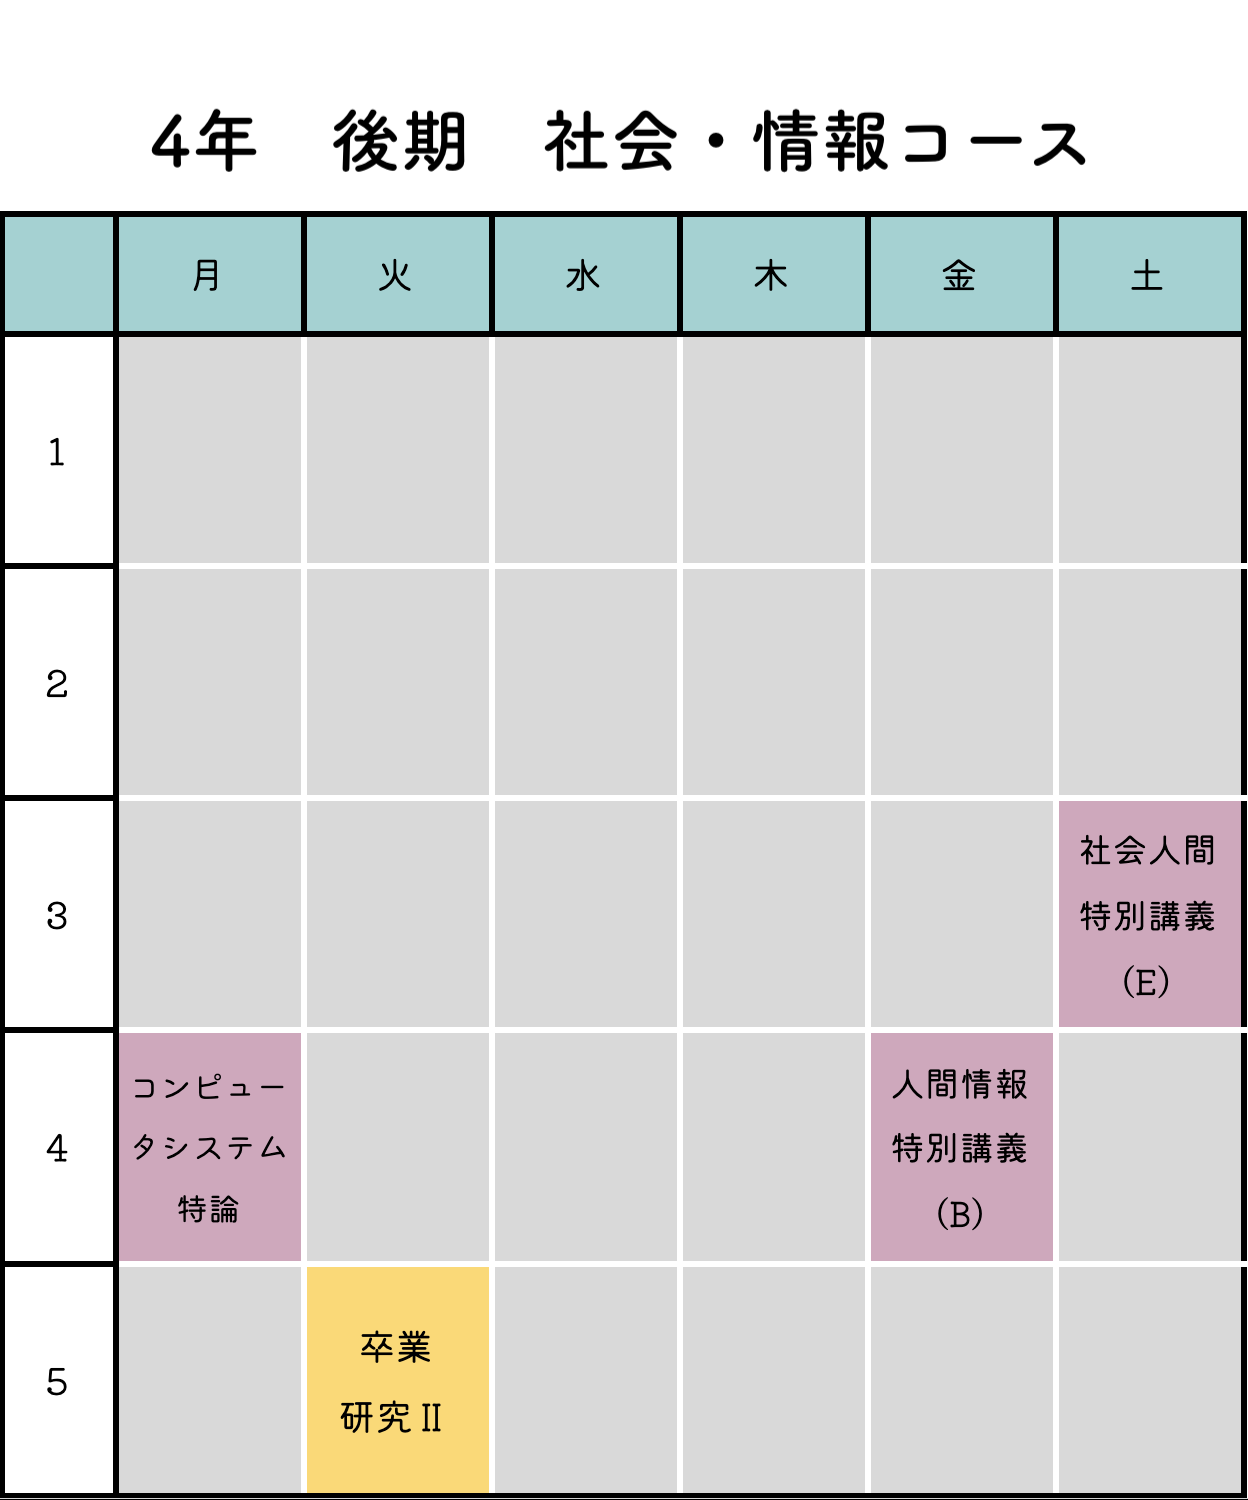 4年　後期　社会・情報コース
月 火 水 木 金 土
1
2
3
社会人間
特別講義
(E)
4
コンピュー
タシステム
特論
人間情報
特別講義
(B)
5
卒業
研究Ⅱ